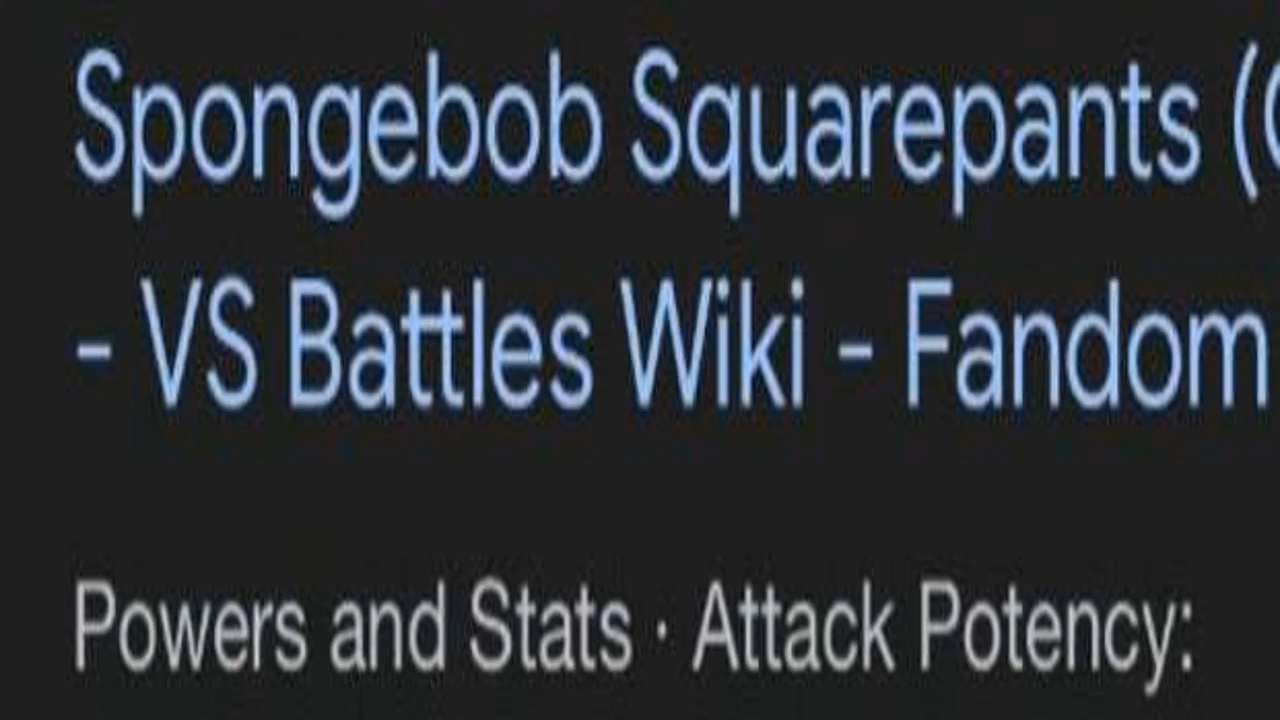 Spongebob Squarepants (
- VS Battles Wiki - Fandom
Powers and Stats · Attack Potency: